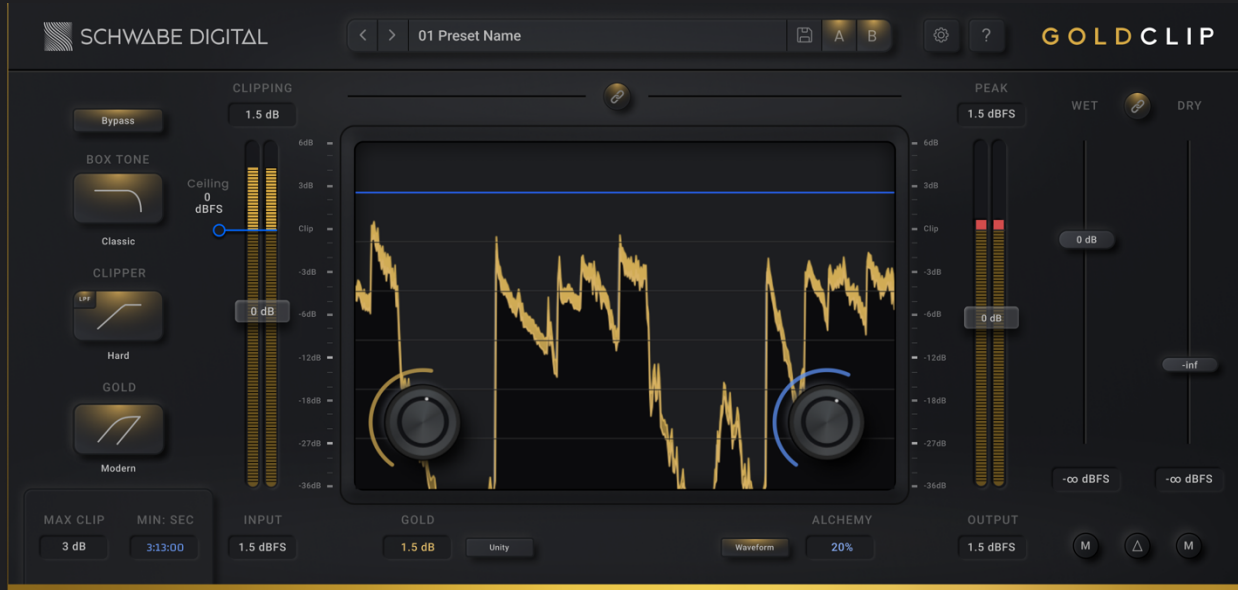 SCHWABE DIGITAL
01 Preset Name
A
B
?
GOLDCLIP
Bypass
BOX TONE
Classic
CLIPPER
LPF
Hard
GOLD
Modern
MAX CLIP
MIN: SEC
3 dB
3:13:00
CLIPPING
1.5 dB
Ceiling
0
dBFS
0 dB
6dB
3dB
Clip
-3dB
-6dB
-12dB
-18dB
-27dB
-36dB
INPUT
1.5 dBFS
GOLD
1.5 dB
Unity
Waveform
ALCHEMY
20%
PEAK
1.5 dBFS
6dB
3dB
Clip
-3dB
-6dB
-12dB
-18dB
-27dB
-36dB
0 dB
OUTPUT
1.5 dBFS
WET
DRY
0 dB
-inf
-∞ dBFS
-∞ dBFS
M
Δ
M